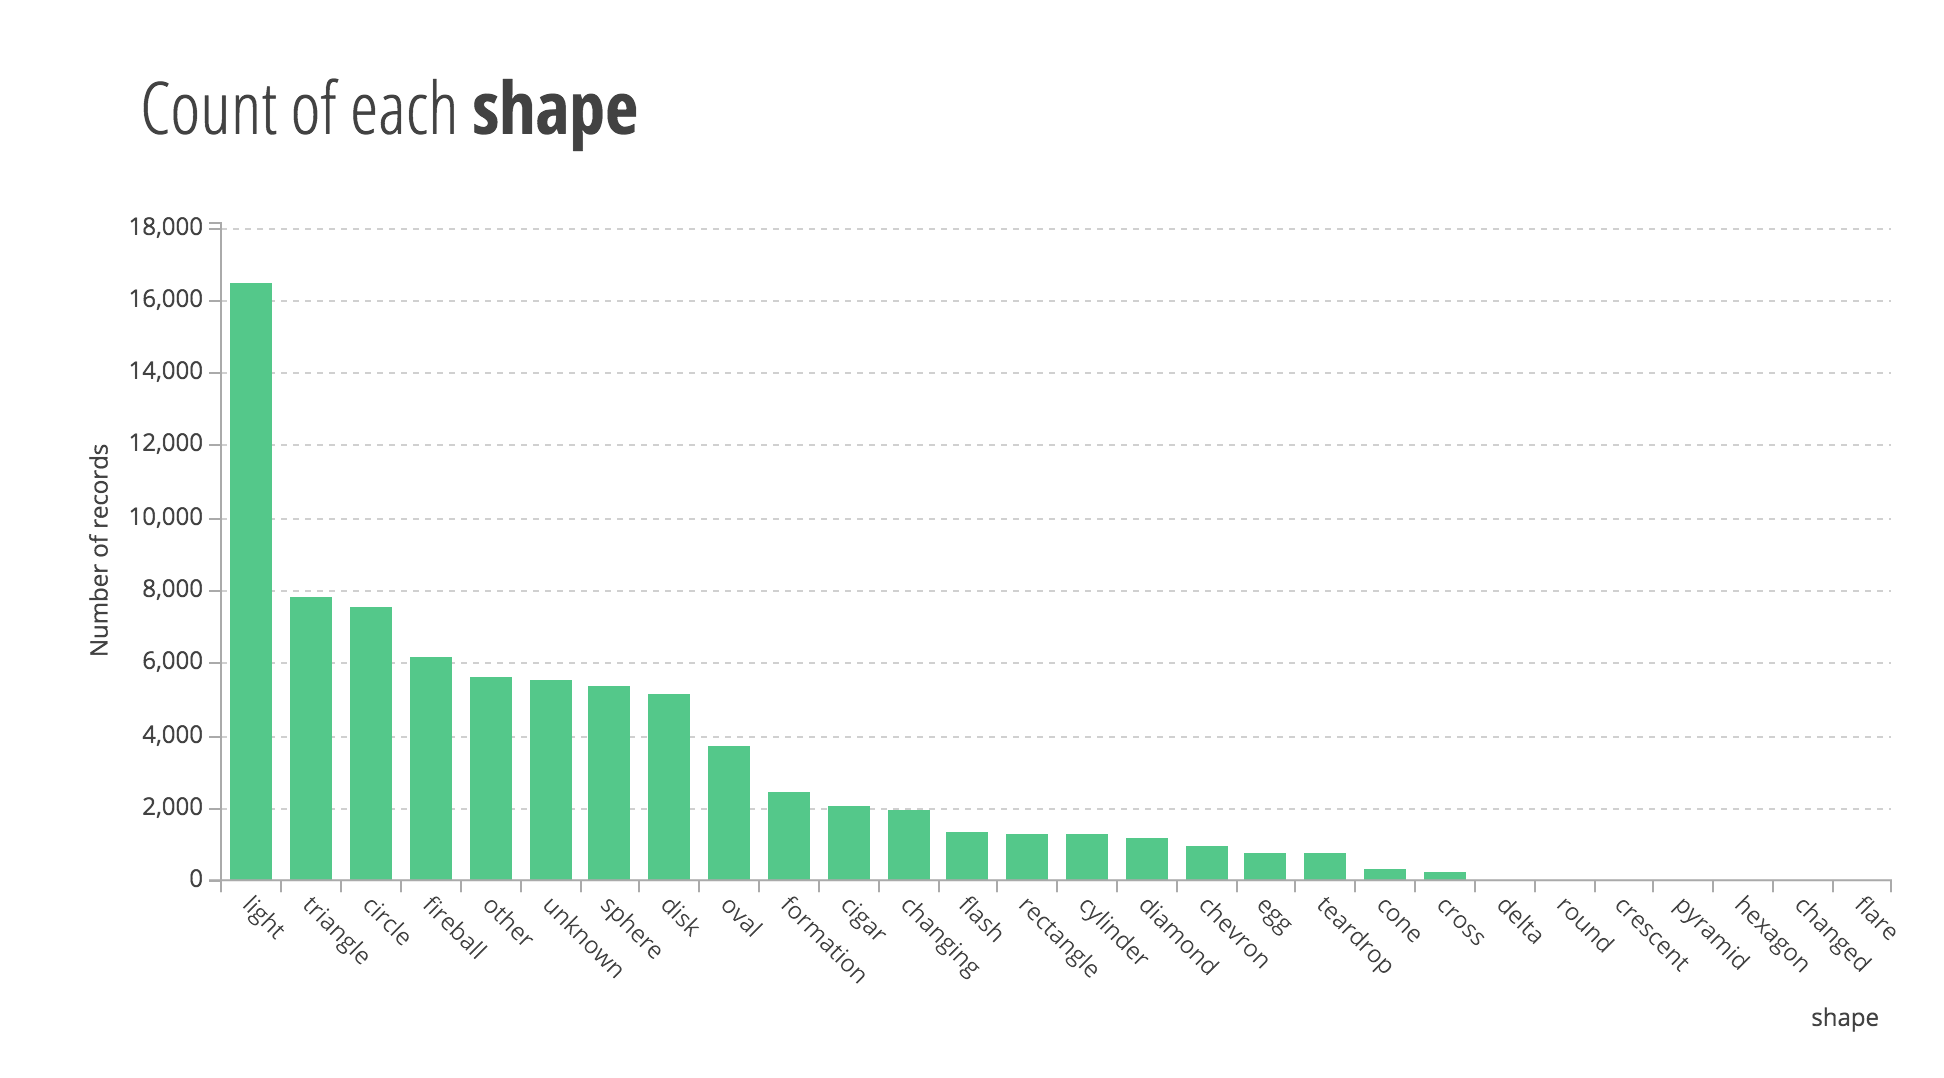 Count of each shape
18,000
16,000
14,000
12,000
10,000
8,000
6,000
4,000
2,000
0
Number of records
light
triangle
circle
fireball
other
unknown
sphere
disk
oval
formation
cigar
changing
flash
rectangle
cylinder
diamond
chevron
egg
teardrop
cone
cross
delta
round
crescent
pyramid
hexagon
changed
flare
shape